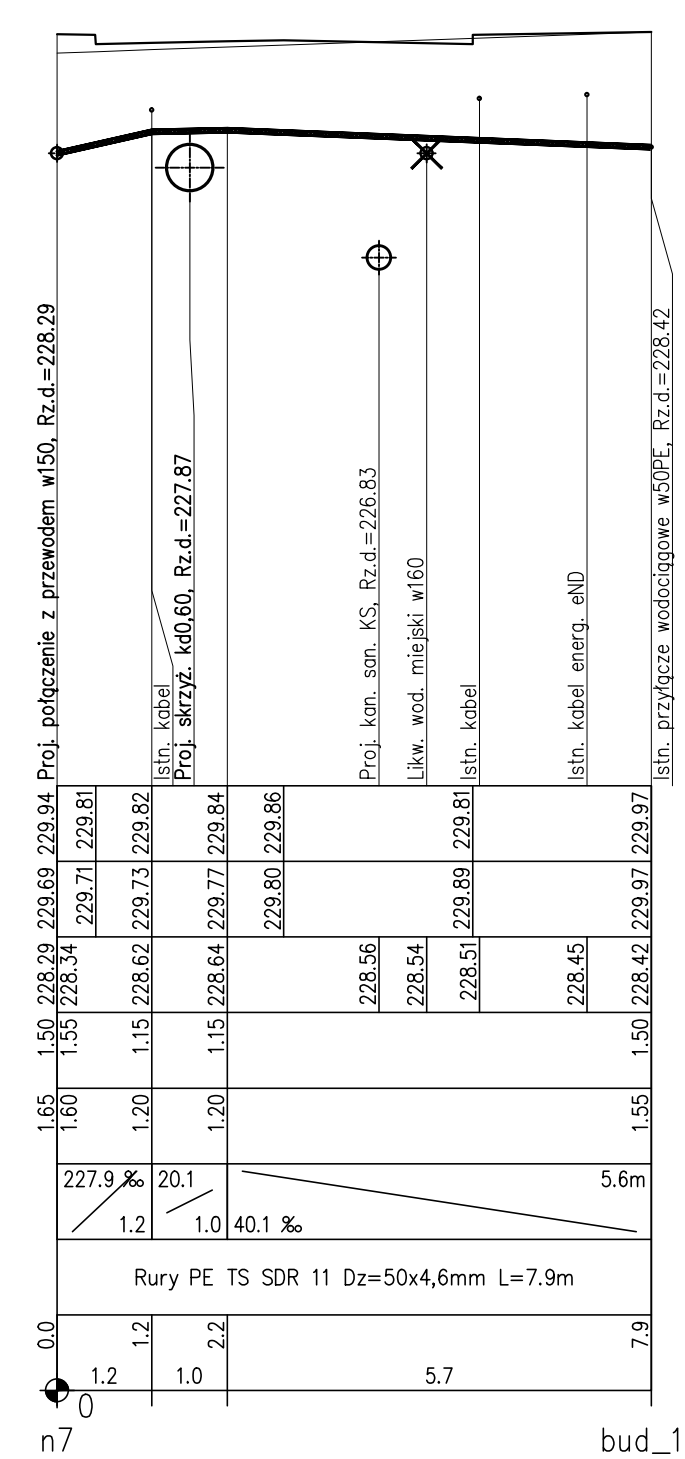 Proj. połączenie z przewodem w150, Rz.d.=228.29
Istn. kabel
Proj. skrzyż. kd0,60, Rz.d.=227.87
Proj. kan. san. KS, Rz.d.=226.83
Likw. wod. miejski w160
Istn. kabel
Istn. kabel energ. eND
Istn. przyłącze wodociągowe w50PE, Rz.d.=228.42
229.94 229.81 229.82 229.84 229.86 229.81 229.97
229.69 229.71 229.73 229.77 229.80 229.89 229.97
228.29 228.34 228.62 228.64 228.56 228.54 228.51 228.45 228.42
1.50 1.55 1.15 1.15 1.50
1.65 1.60 1.20 1.20 1.55
227.9 ‰ 20.1 5.6m
1.2 1.0 40.1 ‰
Rury PE TS SDR 11 Dz=50x4,6mm L=7.9m
0.0 1.2 2.2 7.9
1.2 1.0 5.7
0
n7 bud_1